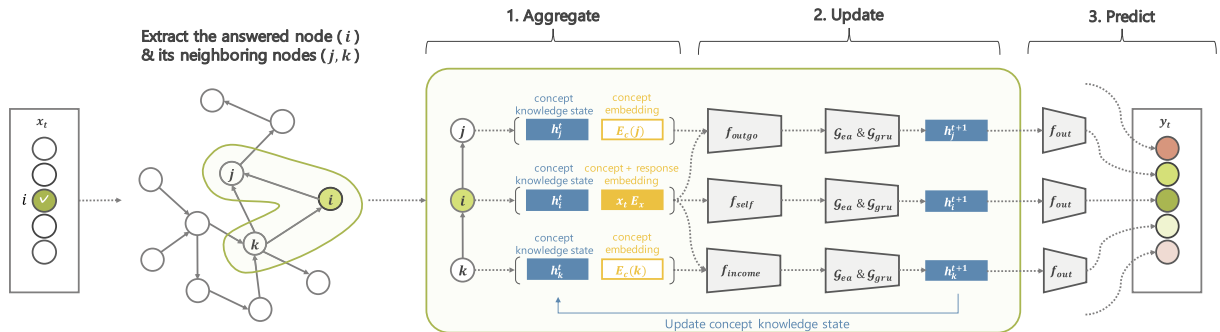 1. Aggregate
2. Update
3. Predict
Extract the answered node (i)
& its neighboring nodes (j, k)
x_t
i
j
i
k
j
concept
knowledge state
h_j^t
concept
embedding
E_c(j)
i
concept
knowledge state
h_i^t
concept + response
embedding
x_t E_x
k
concept
knowledge state
h_k^t
concept
embedding
E_c(k)
f_outgo
G_ea & G_gru
h_j^{t+1}
f_out
f_self
G_ea & G_gru
h_i^{t+1}
f_out
f_income
G_ea & G_gru
h_k^{t+1}
f_out
y_t
Update concept knowledge state